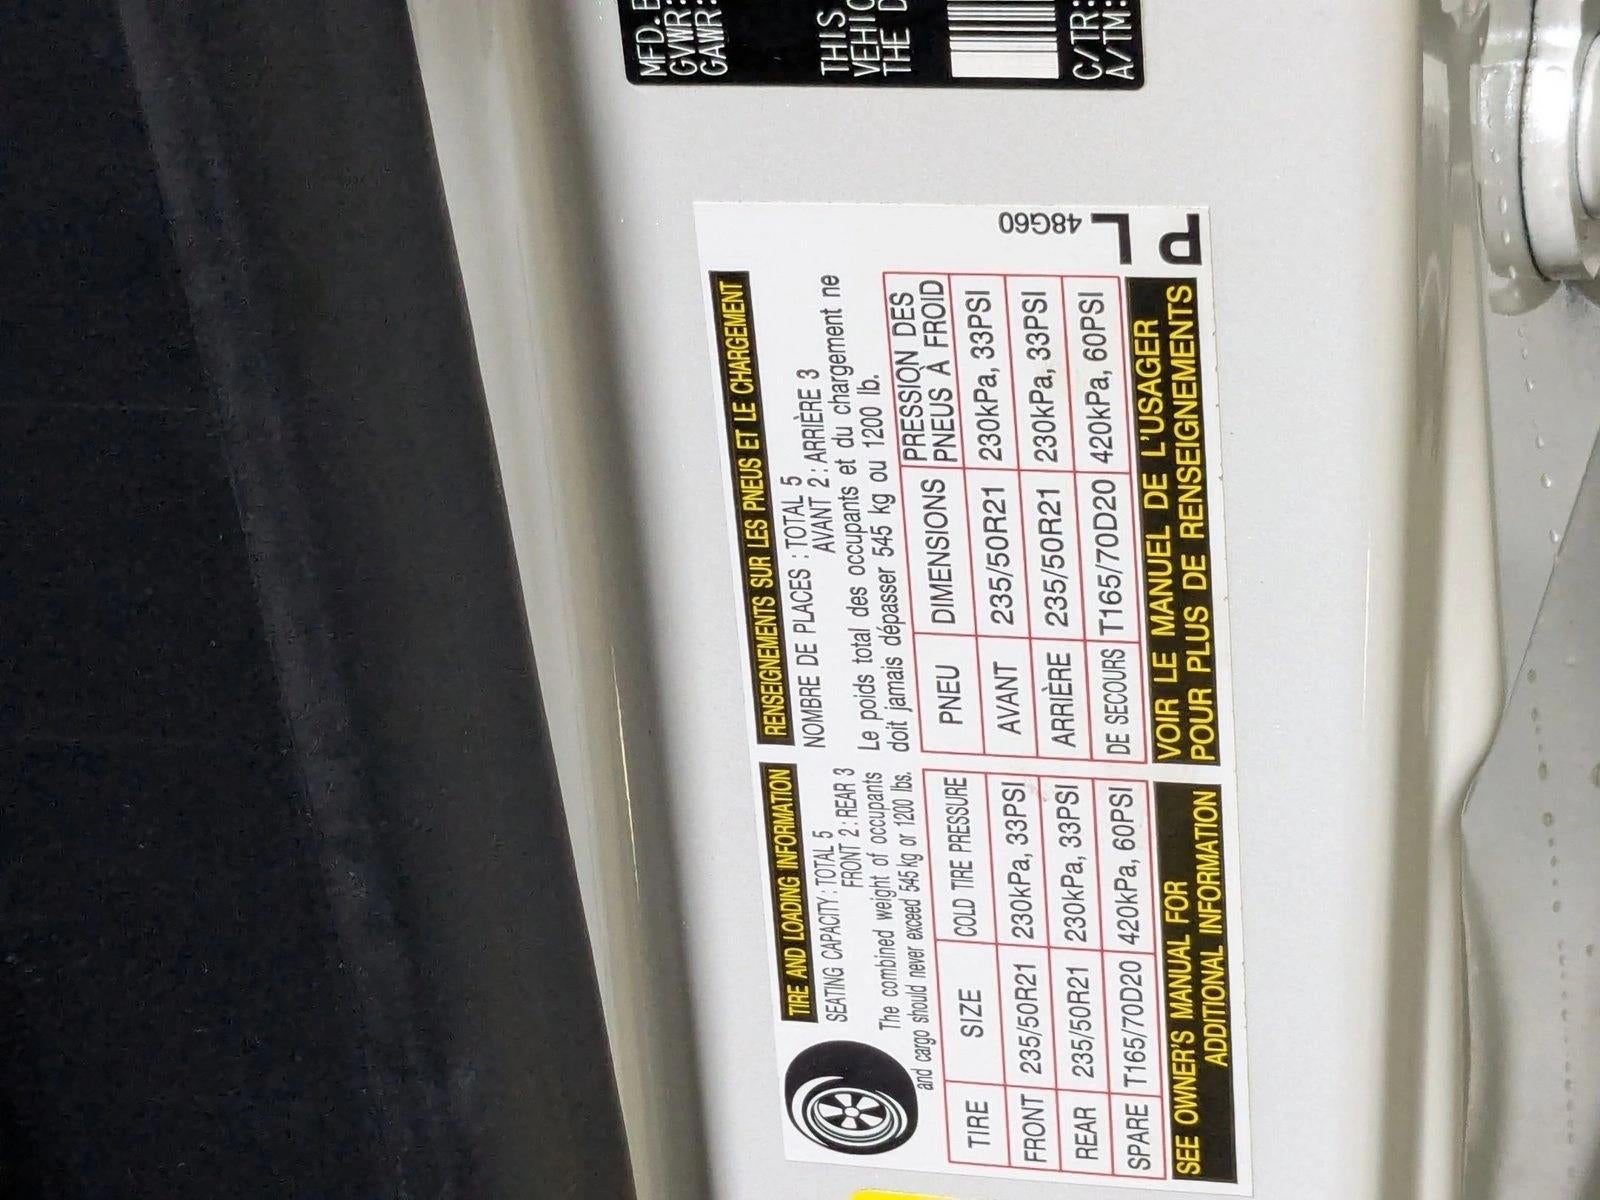 TIRE AND LOADING INFORMATION
SEATING CAPACITY : TOTAL 5
FRONT 2 : REAR 3
The combined weight of occupants
and cargo should never exceed 545 kg or 1200 lbs.
TIRE SIZE COLD TIRE PRESSURE
FRONT 235/50R21 230kPa, 33PSI
REAR 235/50R21 230kPa, 33PSI
SPARE T165/70D20 420kPa, 60PSI
SEE OWNER'S MANUAL FOR
ADDITIONAL INFORMATION
RENSEIGNEMENTS SUR LES PNEUS ET LE CHARGEMENT
NOMBRE DE PLACES : TOTAL 5
AVANT 2 : ARRIÈRE 3
Le poids total des occupants et du chargement ne
doit jamais dépasser 545 kg ou 1200 lb.
PNEU DIMENSIONS PRESSION DES
PNEUS À FROID
AVANT 235/50R21 230kPa, 33PSI
ARRIÈRE 235/50R21 230kPa, 33PSI
DE SECOURS T165/70D20 420kPa, 60PSI
VOIR LE MANUEL DE L'USAGER
POUR PLUS DE RENSEIGNEMENTS
48G60
L
P
MFD.
GVWR:
GAWR:
THIS
THE
C/TR:
A/TM: